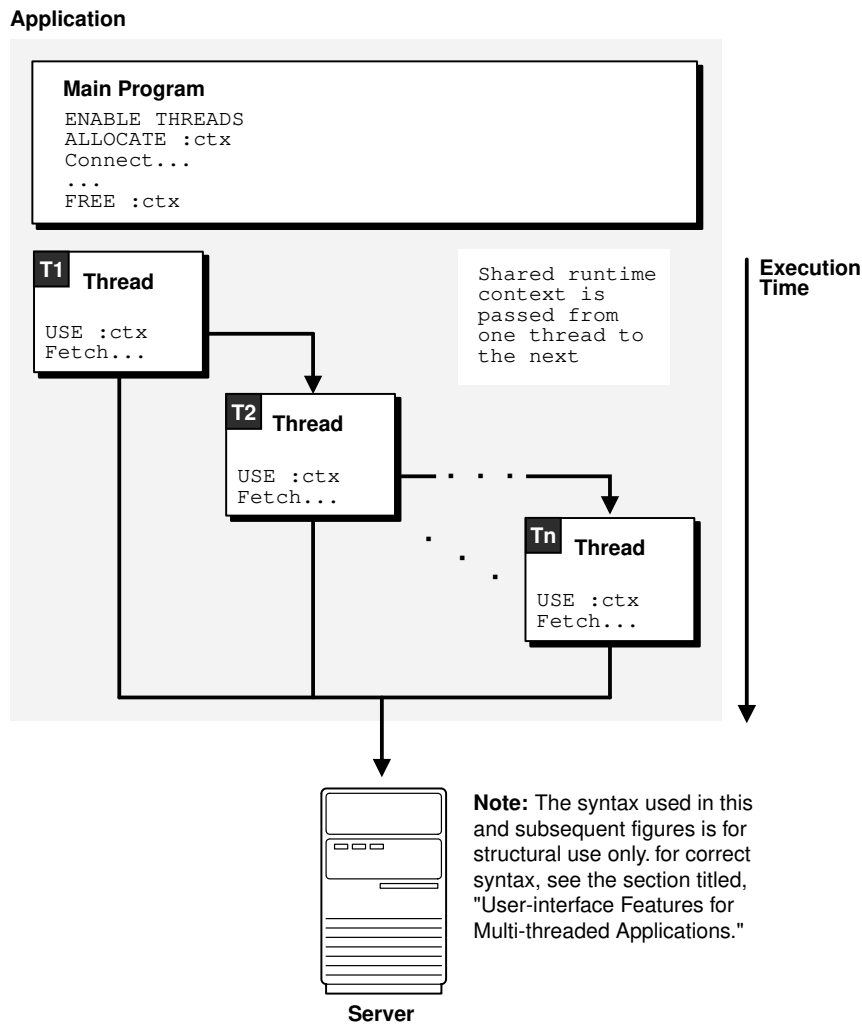 Application
Main Program
ENABLE THREADS
ALLOCATE :ctx
Connect...
...
FREE :ctx
T1
Thread
USE :ctx
Fetch...
Shared runtime
context is
passed from
one thread to
the next
Execution
Time
T2
Thread
USE :ctx
Fetch...
Tn
Thread
USE :ctx
Fetch...
Note: The syntax used in this
and subsequent figures is for
structural use only. for correct
syntax, see the section titled,
"User-interface Features for
Multi-threaded Applications."
Server